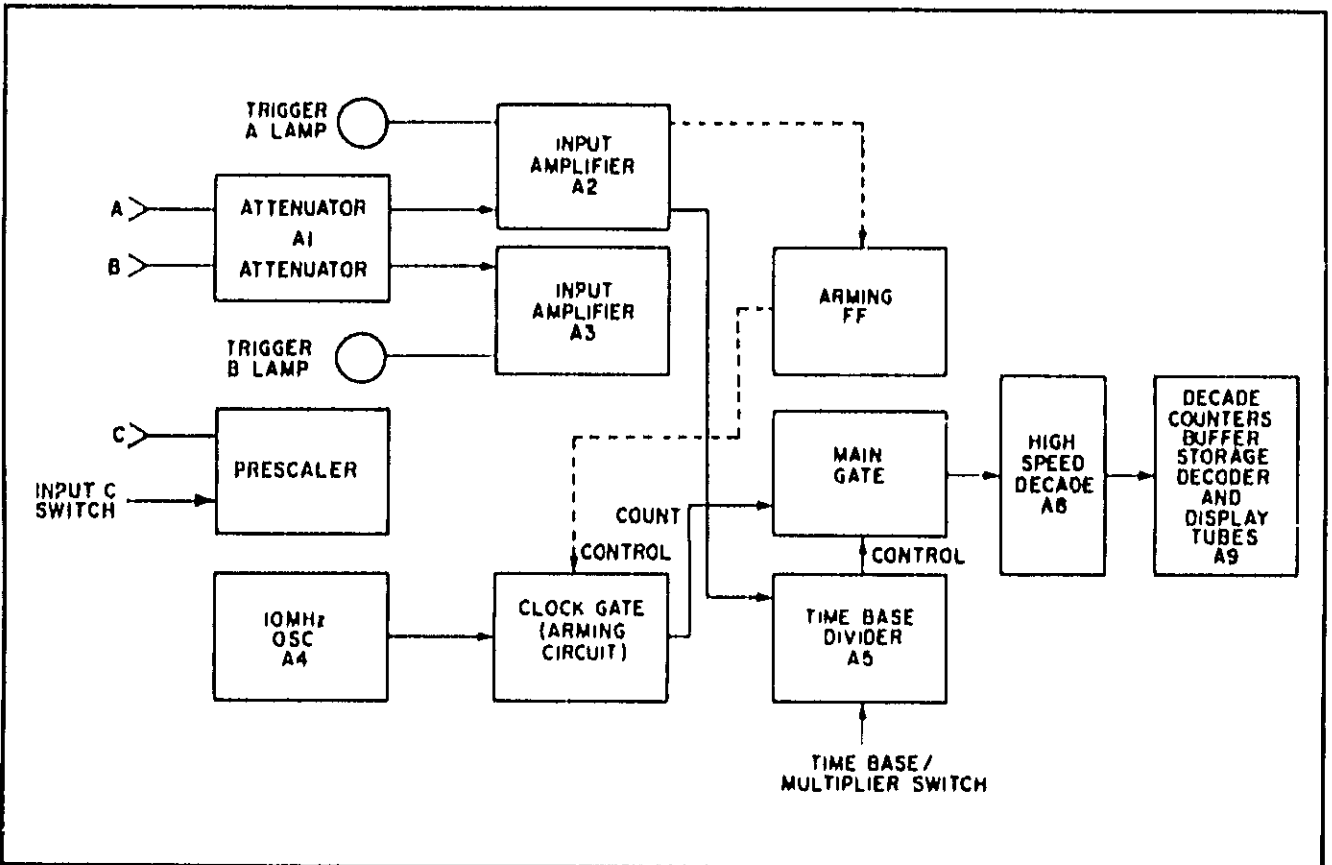 TRIGGER
A LAMP
INPUT
AMPLIFIER
A2
A
ATTENUATOR
A1
B
ATTENUATOR
INPUT
AMPLIFIER
A3
TRIGGER
B LAMP
ARMING
FF
C
PRESCALER
INPUT C
SWITCH
MAIN
GATE
HIGH
SPEED
DECADE
A8
DECADE
COUNTERS
BUFFER
STORAGE
DECODER
AND
DISPLAY
TUBES
A9
COUNT
CONTROL
CONTROL
10MHz
OSC
A4
CLOCK GATE
(ARMING
CIRCUIT)
TIME BASE
DIVIDER
A5
TIME BASE/
MULTIPLIER SWITCH